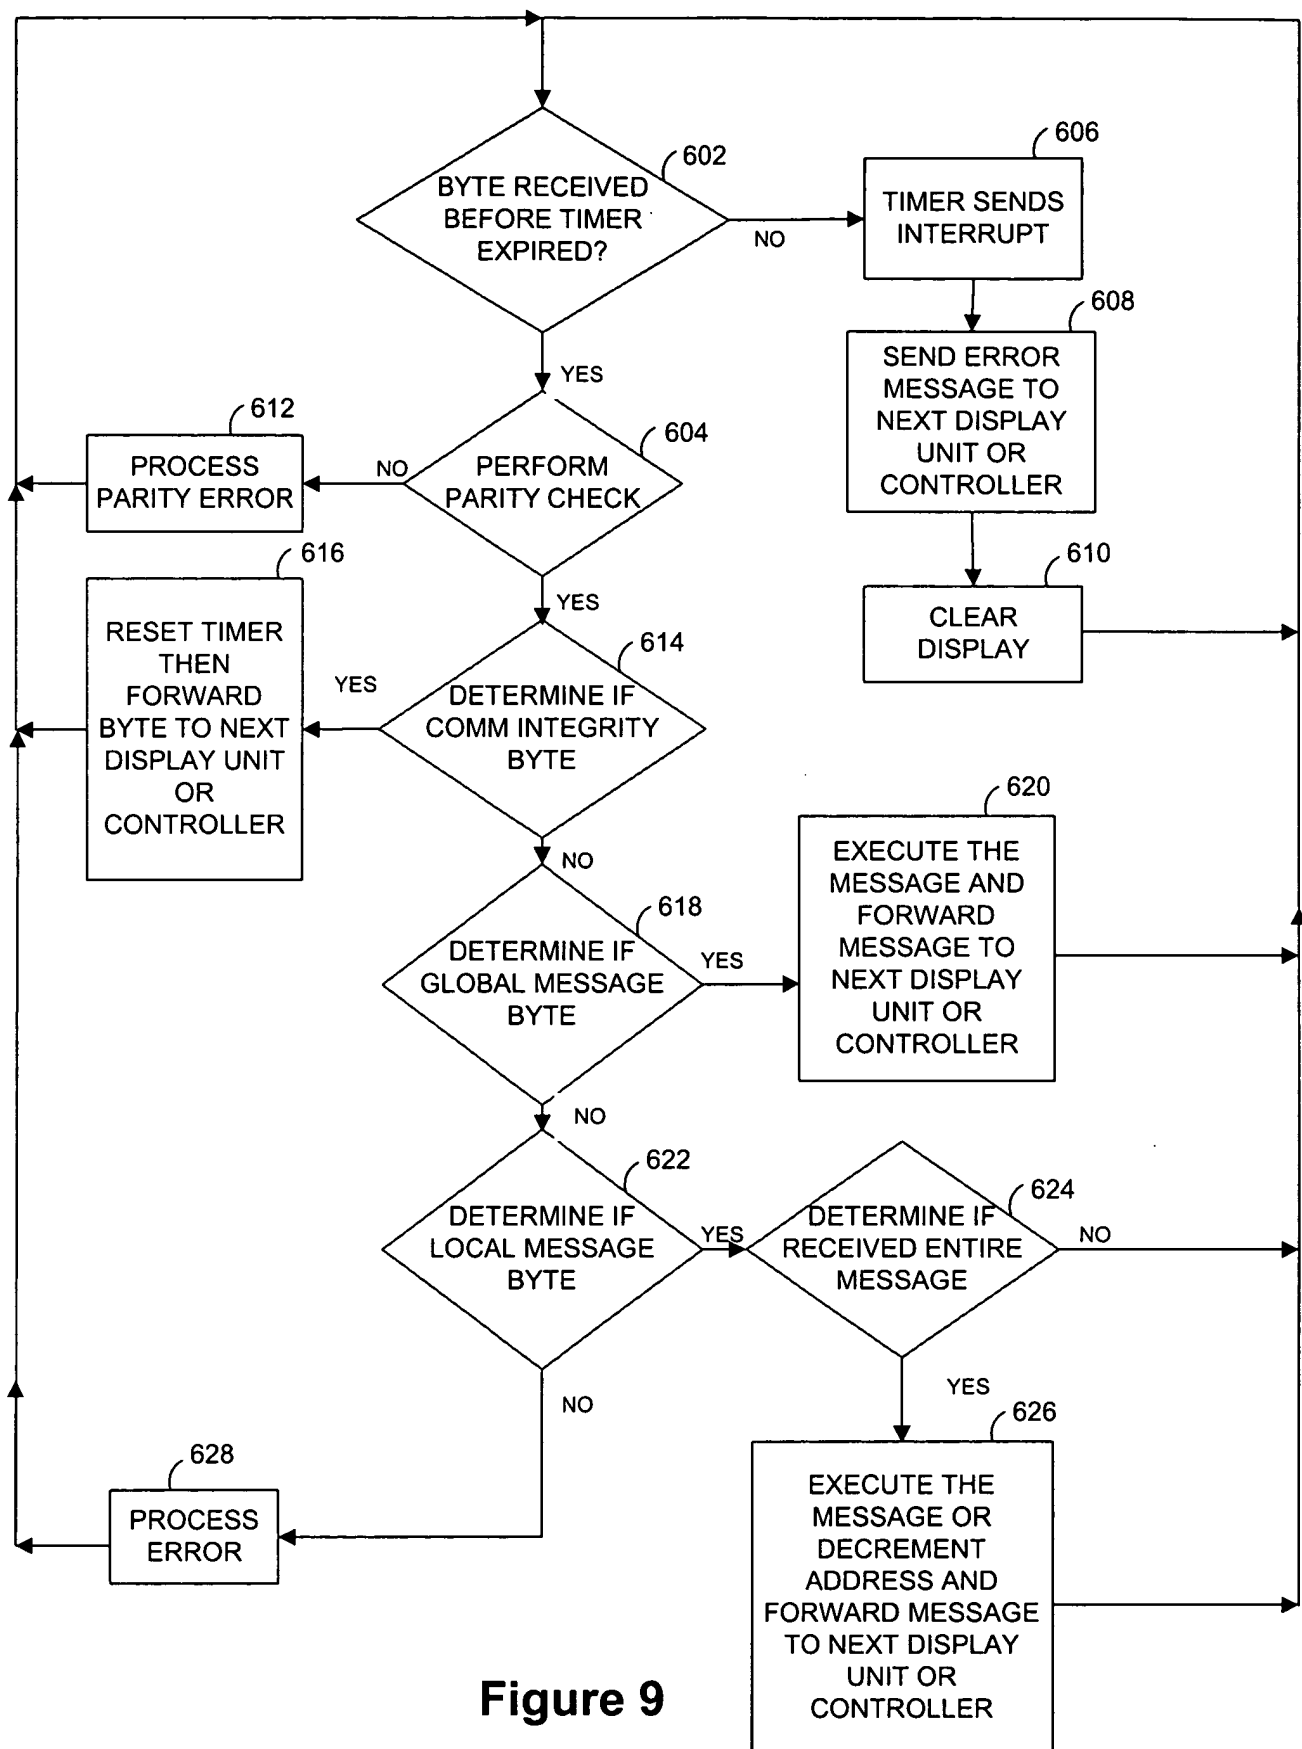 602
BYTE RECEIVED
BEFORE TIMER
EXPIRED?
NO
606
TIMER SENDS
INTERRUPT
YES
608
SEND ERROR
MESSAGE TO
NEXT DISPLAY
UNIT OR
CONTROLLER
612
PROCESS
PARITY ERROR
NO
604
PERFORM
PARITY CHECK
610
CLEAR
DISPLAY
YES
616
RESET TIMER
THEN
FORWARD
BYTE TO NEXT
DISPLAY UNIT
OR
CONTROLLER
YES
614
DETERMINE IF
COMM INTEGRITY
BYTE
NO
618
DETERMINE IF
GLOBAL MESSAGE
BYTE
YES
620
EXECUTE THE
MESSAGE AND
FORWARD
MESSAGE TO
NEXT DISPLAY
UNIT OR
CONTROLLER
NO
622
DETERMINE IF
LOCAL MESSAGE
BYTE
YES
624
DETERMINE IF
RECEIVED ENTIRE
MESSAGE
NO
NO
YES
628
PROCESS
ERROR
626
EXECUTE THE
MESSAGE OR
DECREMENT
ADDRESS AND
FORWARD MESSAGE
TO NEXT DISPLAY
UNIT OR
CONTROLLER
Figure 9